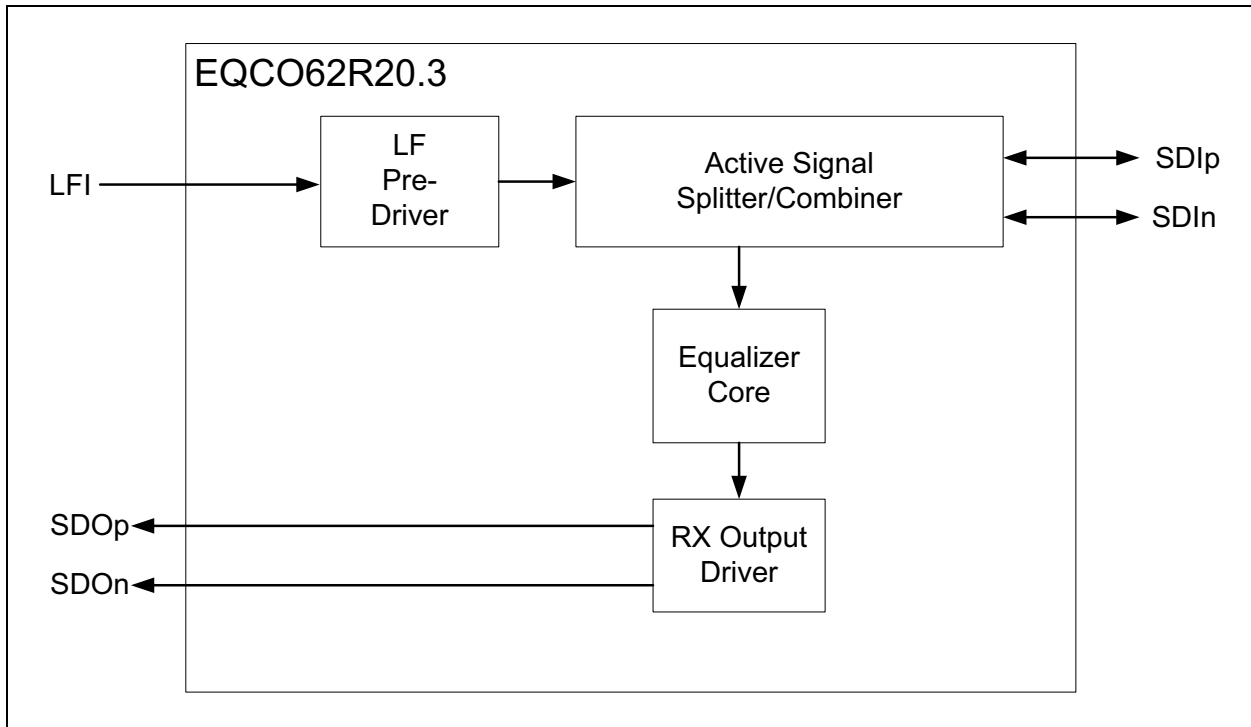 EQCO62R20.3
LFI
LF
Pre-
Driver
Active Signal
Splitter/Combiner
SDIp
SDIn
Equalizer
Core
SDOp
SDOn
RX Output
Driver